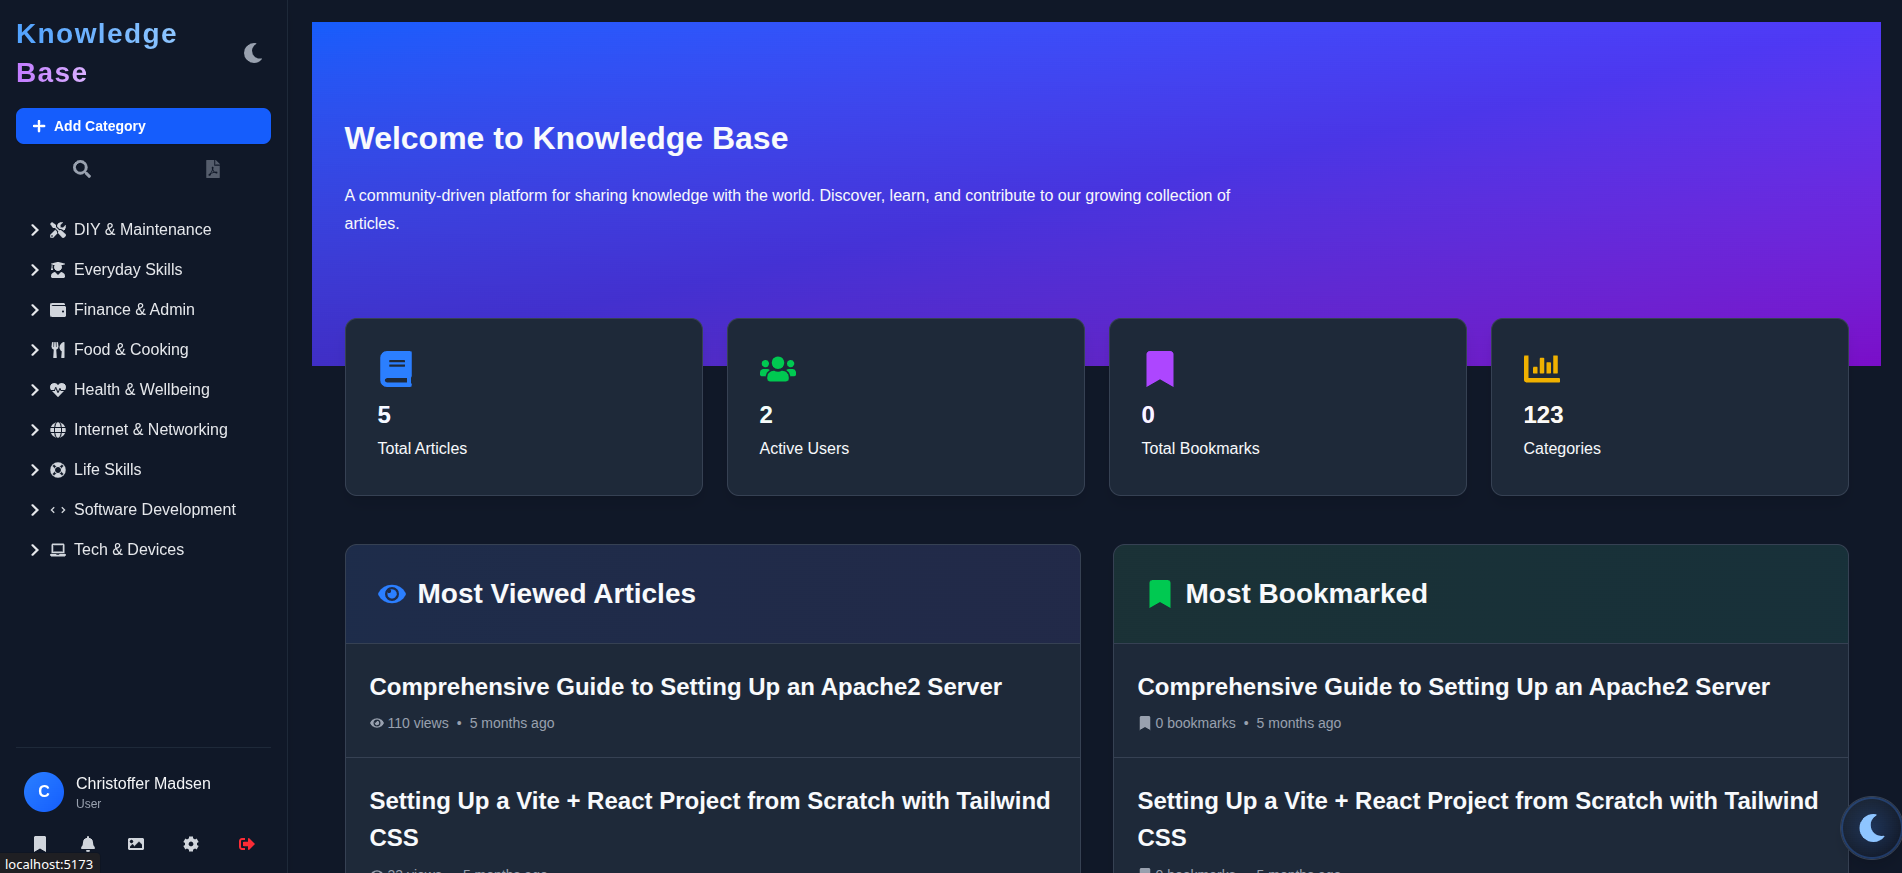 Knowledge
Base
Add Category
DIY & Maintenance
Everyday Skills
Finance & Admin
Food & Cooking
Health & Wellbeing
Internet & Networking
Life Skills
Software Development
Tech & Devices
C
Christoffer Madsen
User
localhost:5173
Welcome to Knowledge Base
A community-driven platform for sharing knowledge with the world. Discover, learn, and contribute to our growing collection of
articles.
5
Total Articles
2
Active Users
0
Total Bookmarks
123
Categories
Most Viewed Articles
Comprehensive Guide to Setting Up an Apache2 Server
110 views • 5 months ago
Setting Up a Vite + React Project from Scratch with Tailwind
CSS
Most Bookmarked
Comprehensive Guide to Setting Up an Apache2 Server
0 bookmarks • 5 months ago
Setting Up a Vite + React Project from Scratch with Tailwind
CSS